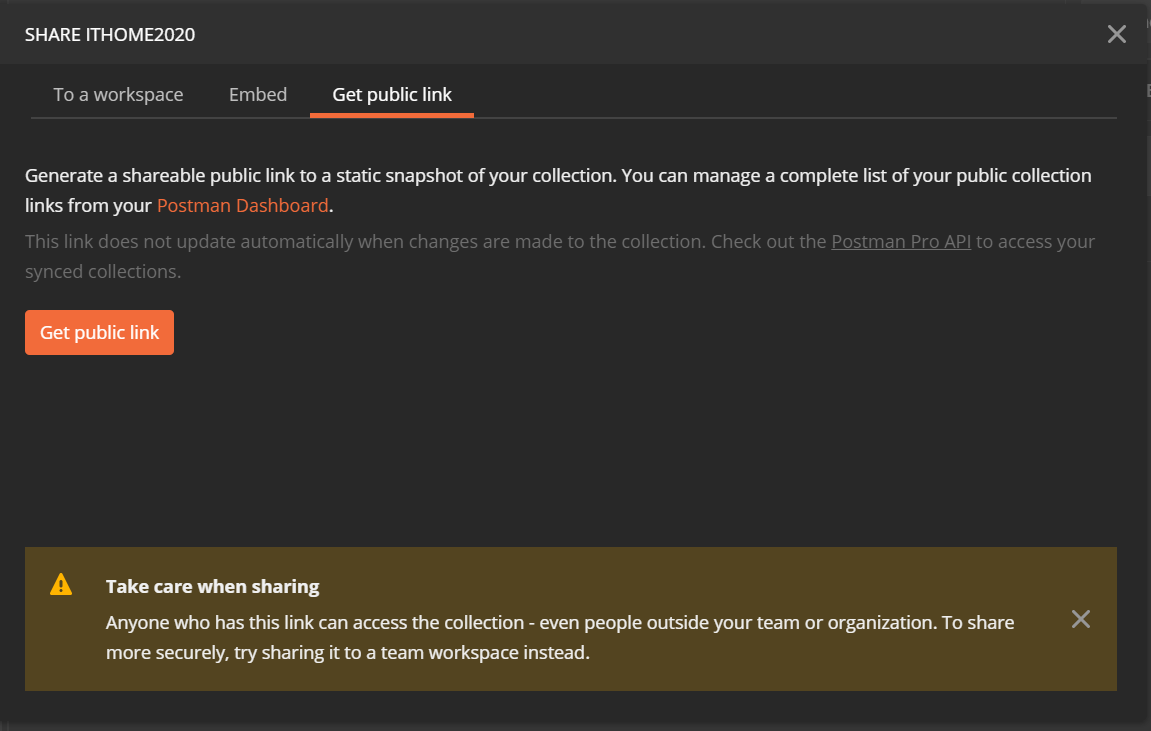 SHARE ITHOME2020
To a workspace
Embed
Get public link
Generate a shareable public link to a static snapshot of your collection. You can manage a complete list of your public collection
links from your Postman Dashboard.
This link does not update automatically when changes are made to the collection. Check out the Postman Pro API to access your
synced collections.
Get public link
Take care when sharing
Anyone who has this link can access the collection - even people outside your team or organization. To share
more securely, try sharing it to a team workspace instead.